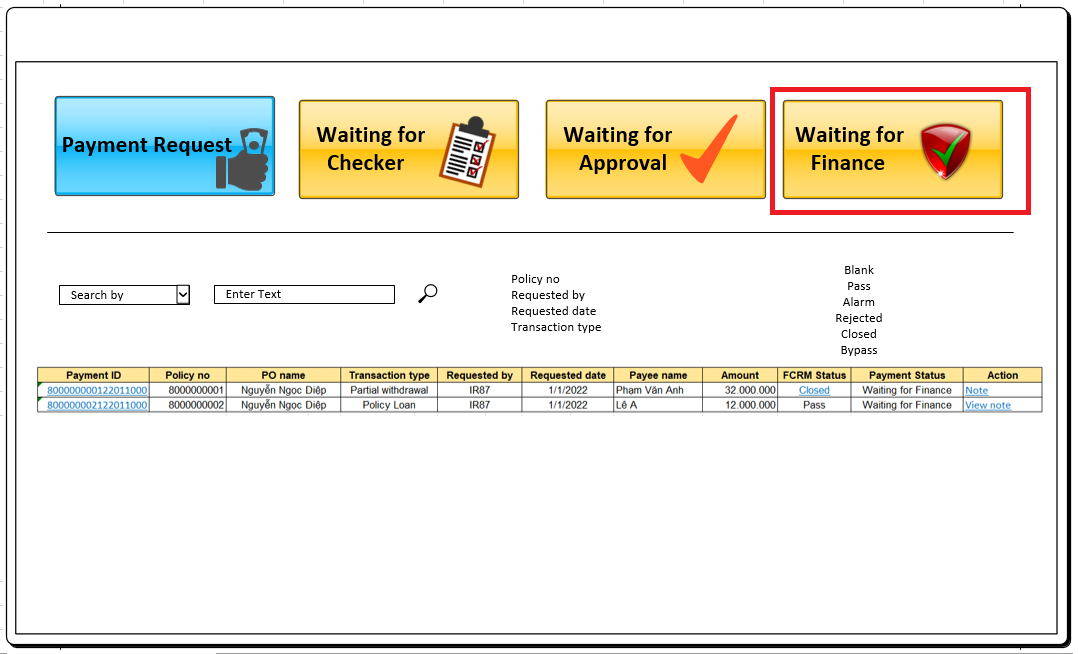 Payment Request
Waiting for
Checker
Waiting for
Approval
Waiting for
Finance
Search by
Enter Text
Policy no
Requested by
Requested date
Transaction type
Blank
Pass
Alarm
Rejected
Closed
Bypass
Payment ID Policy no PO name Transaction type Requested by Requested date Payee name Amount FCRM Status Payment Status Action
800000000122011000 8000000001 Nguyễn Ngọc Diệp Partial withdrawal IR87 1/1/2022 Phạm Văn Anh 32.000.000 Closed Waiting for Finance Note
800000002122011000 8000000002 Nguyễn Ngọc Diệp Policy Loan IR87 1/1/2022 Lê A 12.000.000 Pass Waiting for Finance View note